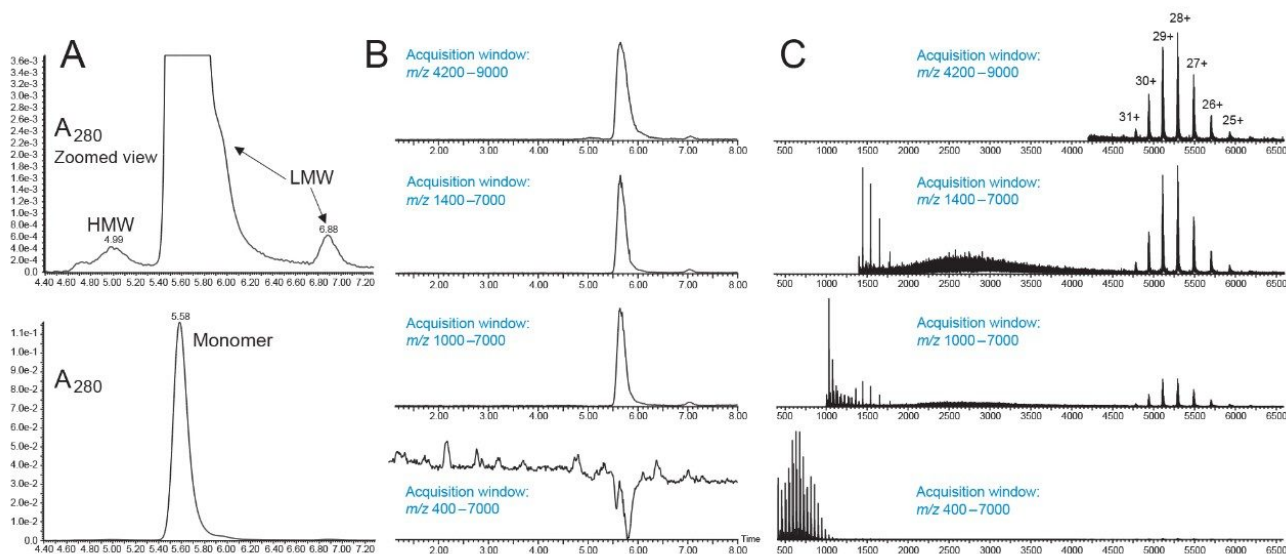 A
A280
Zoomed view
3.6e-3
3.4e-3
3.2e-3
3.0e-3
2.8e-3
2.6e-3
2.4e-3
2.2e-3
2.0e-3
1.8e-3
1.6e-3
1.4e-3
1.2e-3
1.0e-3
8.0e-4
6.0e-4
4.0e-4
2.0e-4
0.0
HMW
4.99
LMW
6.88
4.40 4.60 4.80 5.00 5.20 5.40 5.60 5.80 6.00 6.20 6.40 6.60 6.80 7.00 7.20
A280
5.58
Monomer
1.1e-1
1.0e-1
9.0e-2
8.0e-2
7.0e-2
6.0e-2
5.0e-2
4.0e-2
3.0e-2
2.0e-2
1.0e-2
0.0
4.40 4.60 4.80 5.00 5.20 5.40 5.60 5.80 6.00 6.20 6.40 6.60 6.80 7.00 7.20
B
Acquisition window:
m/z 4200–9000
2.00 3.00 4.00 5.00 6.00 7.00 8.00
Acquisition window:
m/z 1400–7000
2.00 3.00 4.00 5.00 6.00 7.00 8.00
Acquisition window:
m/z 1000–7000
2.00 3.00 4.00 5.00 6.00 7.00 8.00
Acquisition window:
m/z 400–7000
Time
2.00 3.00 4.00 5.00 6.00 7.00 8.00
C
Acquisition window:
m/z 4200–9000
31+
30+
29+
28+
27+
26+
25+
500 1000 1500 2000 2500 3000 3500 4000 4500 5000 5500 6000 6500
Acquisition window:
m/z 1400–7000
500 1000 1500 2000 2500 3000 3500 4000 4500 5000 5500 6000 6500
Acquisition window:
m/z 1000–7000
500 1000 1500 2000 2500 3000 3500 4000 4500 5000 5500 6000 6500
Acquisition window:
m/z 400–7000
500 1000 1500 2000 2500 3000 3500 4000 4500 5000 5500 6000 6500